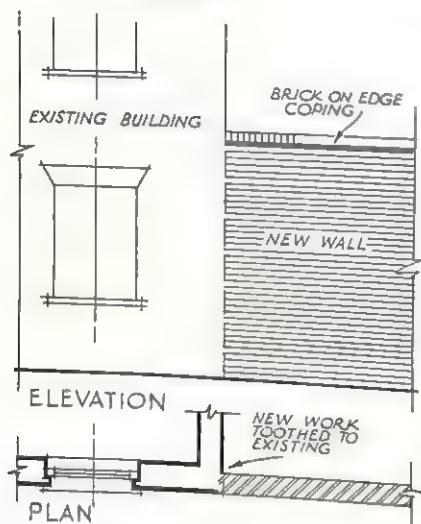 BRICK ON EDGE
COPING
EXISTING BUILDING
NEW WALL
ELEVATION
NEW WORK
TOOTHED TO
EXISTING
PLAN